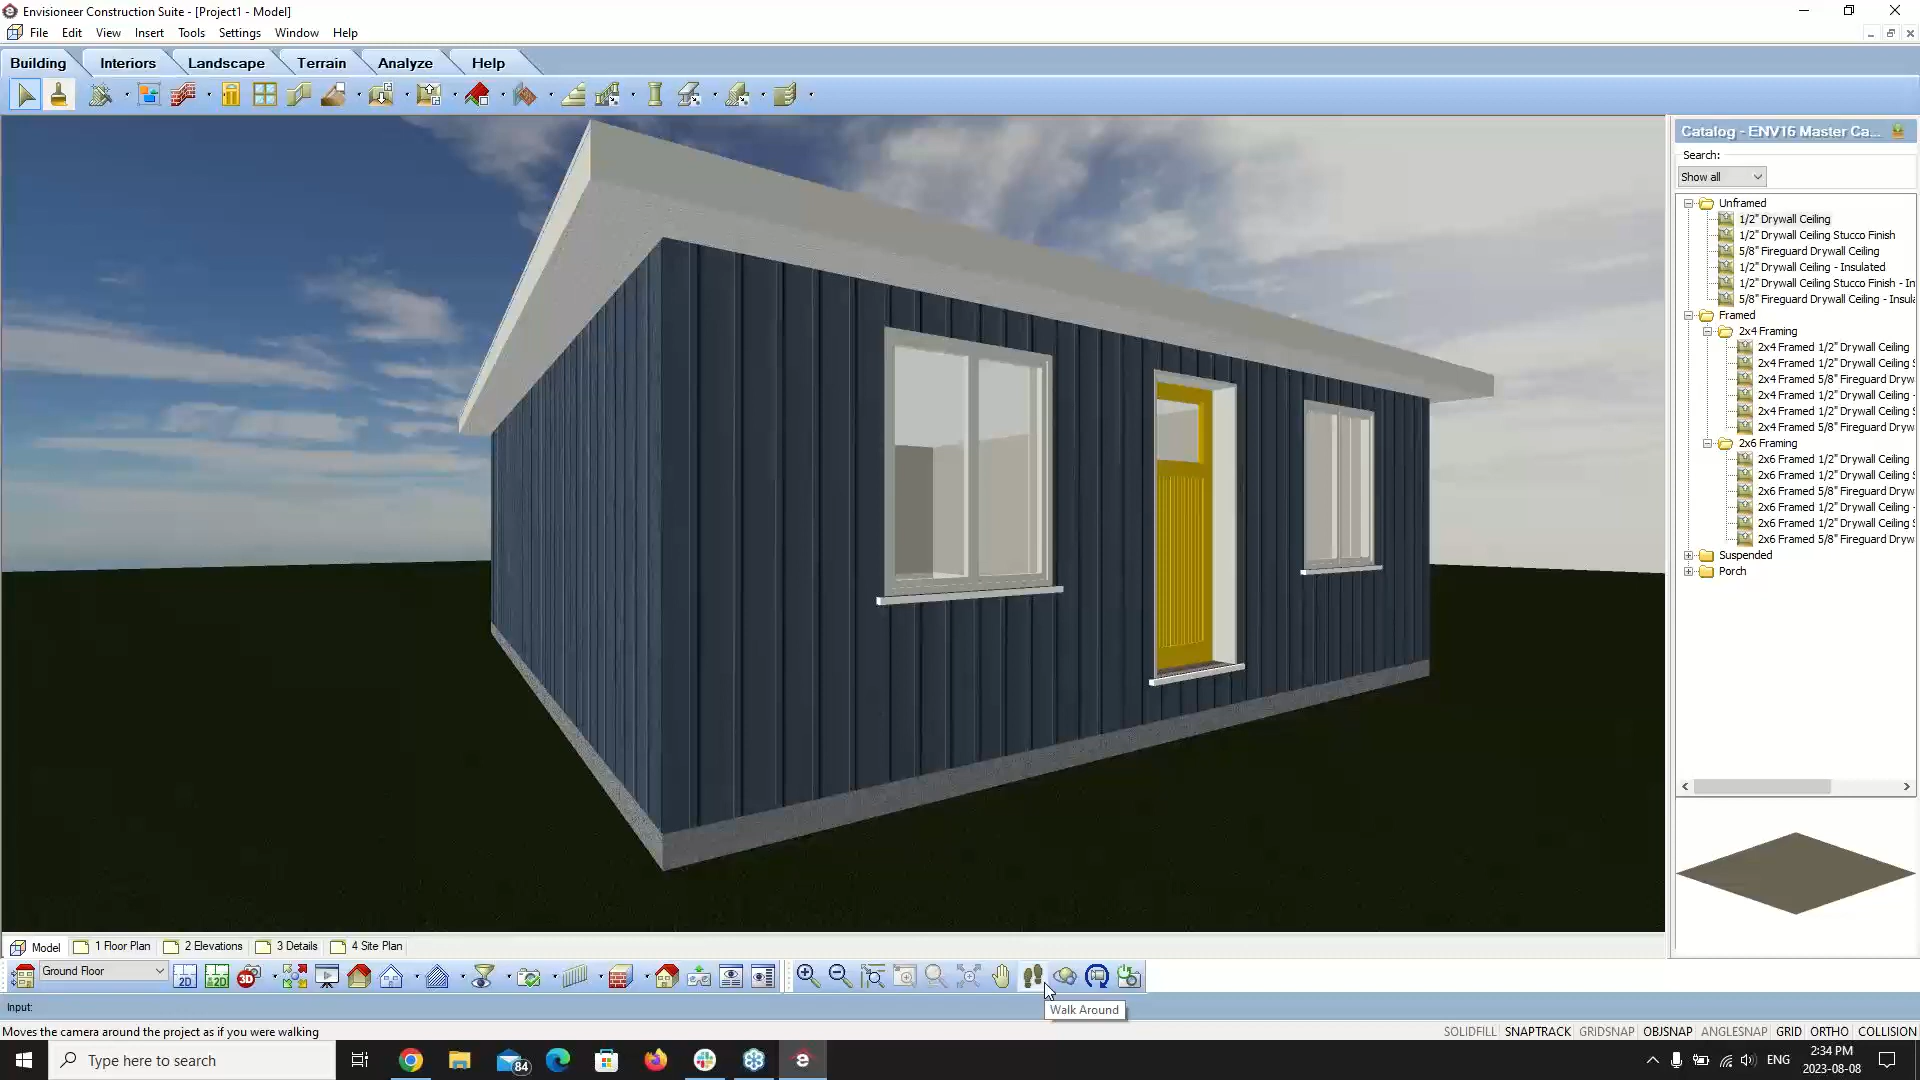 Envisioneer Construction Suite - [Project1 - Model]
File Edit View Insert Tools Settings Window Help
Building Interiors Landscape Terrain Analyze Help
Catalog - ENV16 Master Ca...
Search:
Show all
Unframed
1/2" Drywall Ceiling
1/2" Drywall Ceiling Stucco Finish
5/8" Fireguard Drywall Ceiling
1/2" Drywall Ceiling - Insulated
1/2" Drywall Ceiling Stucco Finish - In
5/8" Fireguard Drywall Ceiling - Insula
Framed
2x4 Framing
2x4 Framed 1/2" Drywall Ceiling
2x4 Framed 1/2" Drywall Ceiling S
2x4 Framed 5/8" Fireguard Dryw
2x4 Framed 1/2" Drywall Ceiling -
2x4 Framed 1/2" Drywall Ceiling S
2x4 Framed 5/8" Fireguard Dryw
2x6 Framing
2x6 Framed 1/2" Drywall Ceiling
2x6 Framed 1/2" Drywall Ceiling S
2x6 Framed 5/8" Fireguard Dryw
2x6 Framed 1/2" Drywall Ceiling -
2x6 Framed 1/2" Drywall Ceiling S
2x6 Framed 5/8" Fireguard Dryw
Suspended
Porch
Model 1 Floor Plan 2 Elevations 3 Details 4 Site Plan
Ground Floor 2D 2D 3D
Walk Around
Input:
Moves the camera around the project as if you were walking
SOLIDFILL SNAPTRACK GRIDSNAP OBJSNAP ANGLESNAP GRID ORTHO COLLISION
Type here to search
84
ENG
2:34 PM
2023-08-08